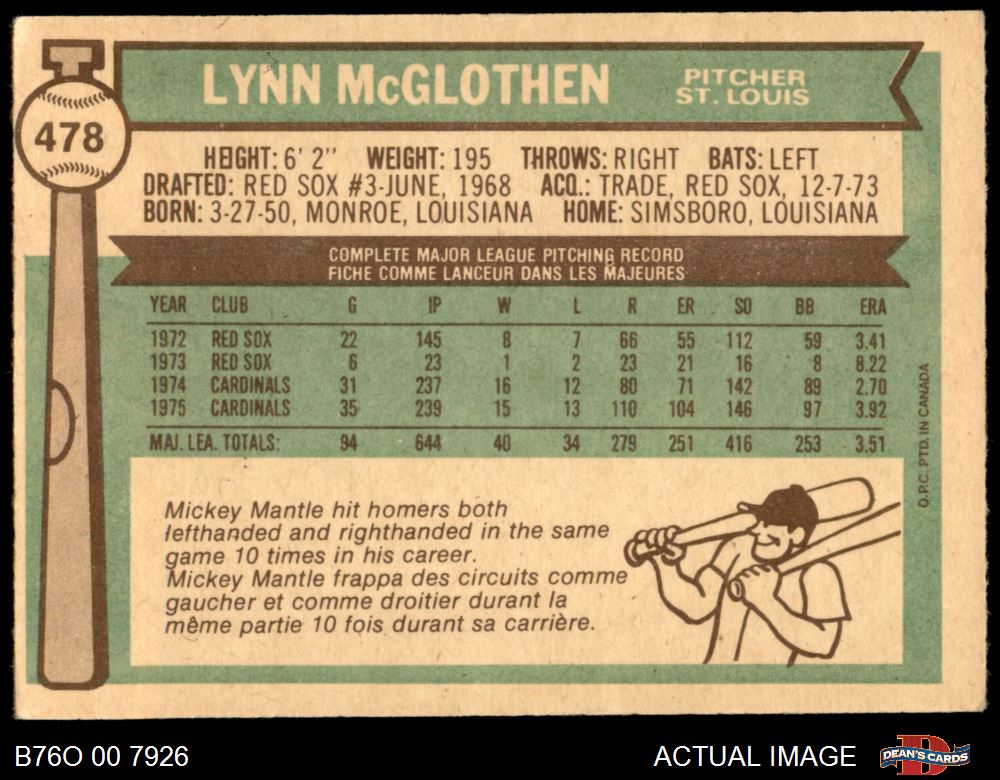 LYNN McGLOTHEN
PITCHER
ST. LOUIS
478
HEIGHT: 6' 2" WEIGHT: 195 THROWS: RIGHT BATS: LEFT
DRAFTED: RED SOX #3-JUNE, 1968 ACQ.: TRADE, RED SOX, 12-7-73
BORN: 3-27-50, MONROE, LOUISIANA HOME: SIMSBORO, LOUISIANA
COMPLETE MAJOR LEAGUE PITCHING RECORD
FICHE COMME LANCEUR DANS LES MAJEURES
YEAR CLUB G IP W L R ER SO BB ERA
1972 RED SOX 22 145 8 7 66 55 112 59 3.41
1973 RED SOX 6 23 1 2 23 21 16 8 8.22
1974 CARDINALS 31 237 16 12 80 71 142 89 2.70
1975 CARDINALS 35 239 15 13 110 104 146 97 3.92
MAJ. LEA. TOTALS: 94 644 40 34 279 251 416 253 3.51
O.P.C. PTD. IN CANADA
Mickey Mantle hit homers both
lefthanded and righthanded in the same
game 10 times in his career.
Mickey Mantle frappa des circuits comme
gaucher et comme droitier durant la
même partie 10 fois durant sa carrière.
B76O 00 7926
ACTUAL IMAGE
DEAN'S CARDS